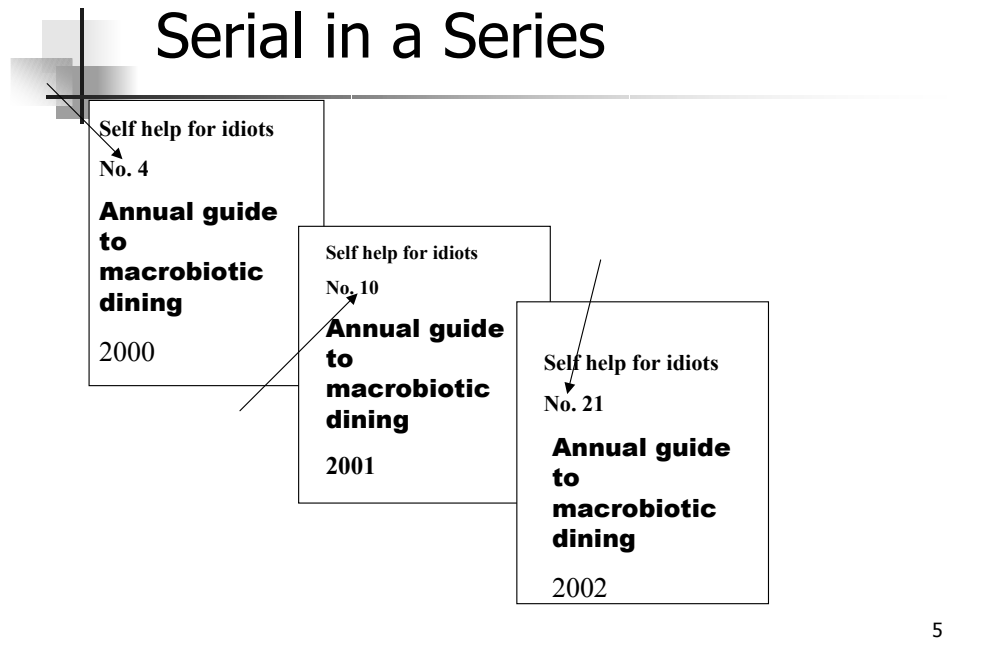 Serial in a Series
Self help for idiots
No. 4
Annual guide
to
macrobiotic
dining
2000
Self help for idiots
No. 10
Annual guide
to
macrobiotic
dining
2001
Self help for idiots
No. 21
Annual guide
to
macrobiotic
dining
2002
5